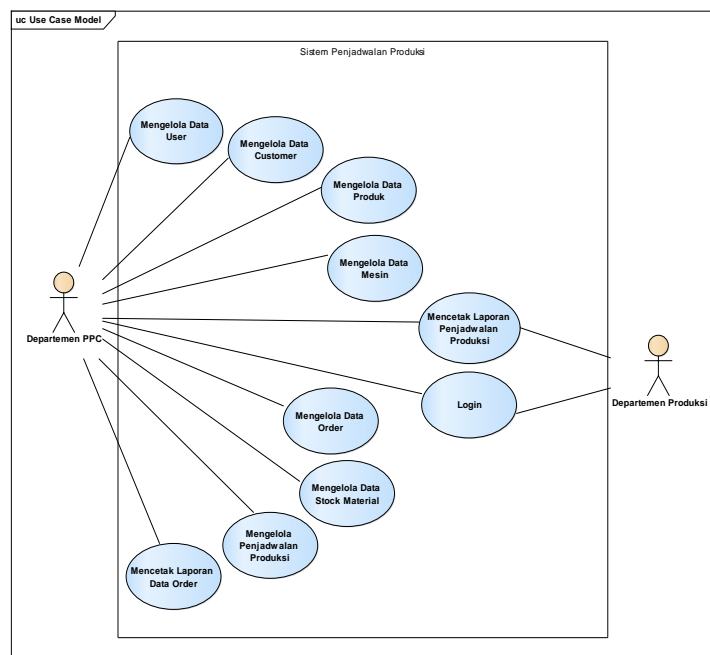 uc Use Case Model
Sistem Penjadwalan Produksi
Mengelola Data
User
Mengelola Data
Customer
Mengelola Data
Produk
Mengelola Data
Mesin
Mencetak Laporan
Penjadwalan
Produksi
Departemen PPC
Login
Departemen Produksi
Mengelola Data
Order
Mengelola Data
Stock Material
Mengelola
Penjadwalan
Produksi
Mencetak Laporan
Data Order